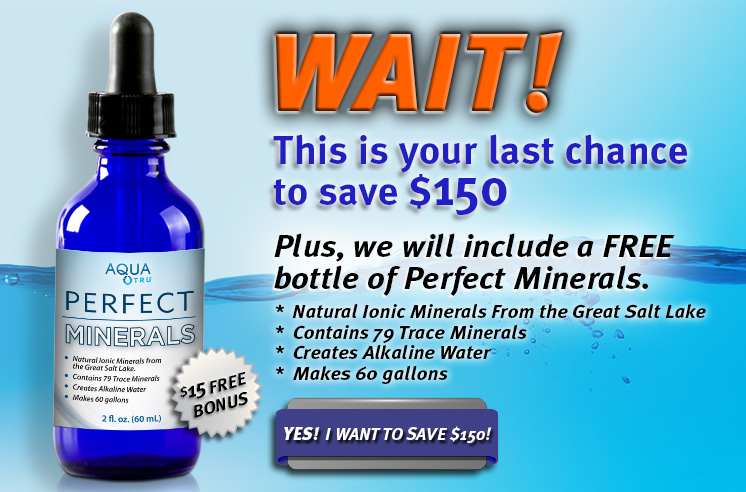 WAIT!
This is your last chance
to save $150
Plus, we will include a FREE
bottle of Perfect Minerals.
* Natural Ionic Minerals From the Great Salt Lake
* Contains 79 Trace Minerals
* Creates Alkaline Water
* Makes 60 gallons
YES! I WANT TO SAVE $150!
AQUA
TRU
PERFECT
MINERALS
• Natural Ionic Minerals from
the Great Salt Lake.
• Contains 79 Trace Minerals
• Creates Alkaline Water
• Makes 60 gallons
2 fl. oz. (60 mL)
$15 FREE
BONUS